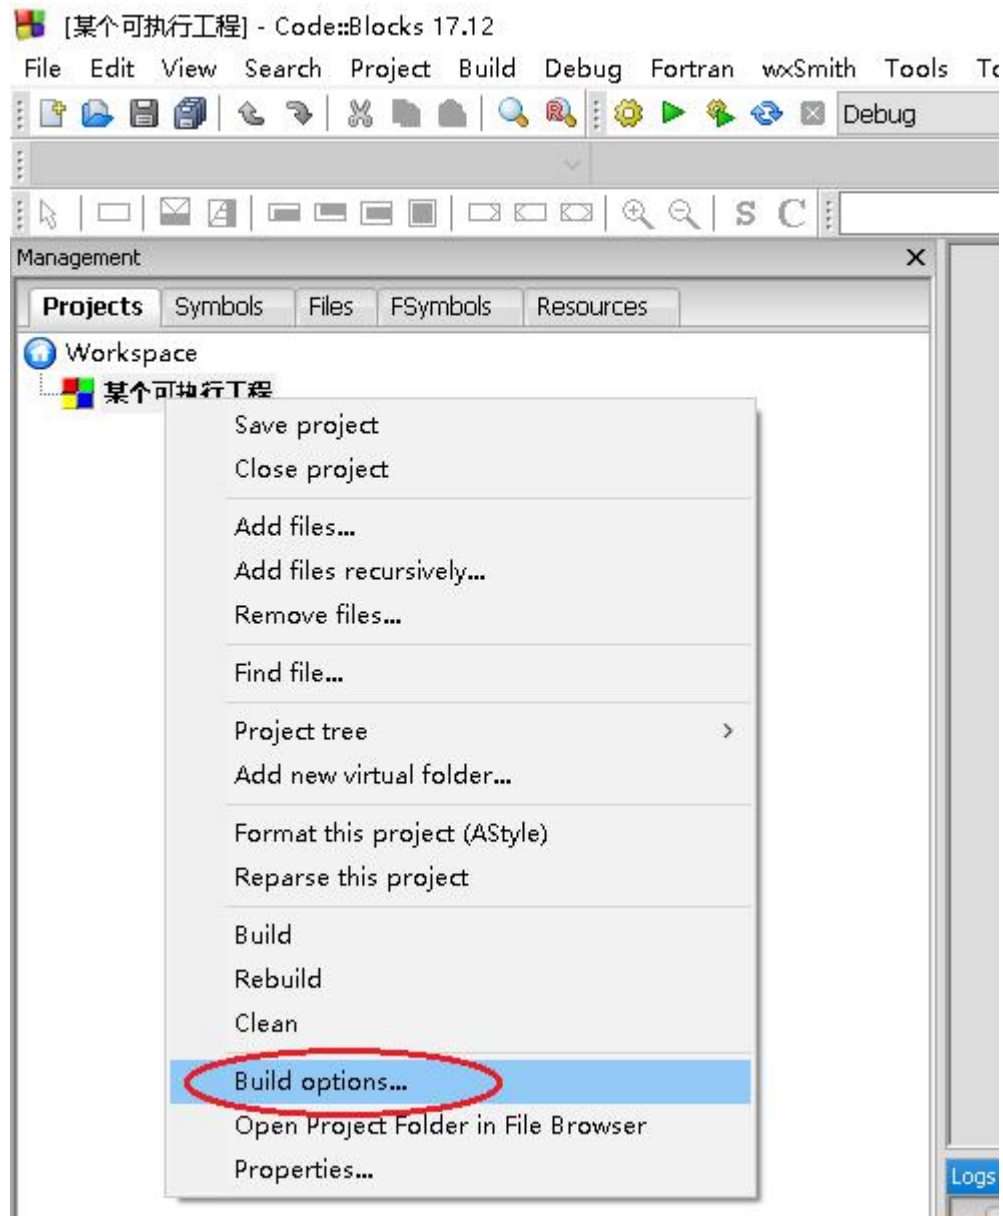 [某个可执行工程] - Code::Blocks 17.12
File Edit View Search Project Build Debug Fortran wxSmith Tools
Debug
S C
Management
Projects Symbols Files FSymbols Resources
Workspace
某个可执行工程
Save project
Close project
Add files...
Add files recursively...
Remove files...
Find file...
Project tree
Add new virtual folder...
Format this project (AStyle)
Reparse this project
Build
Rebuild
Clean
Build options...
Open Project Folder in File Browser
Properties...
Logs